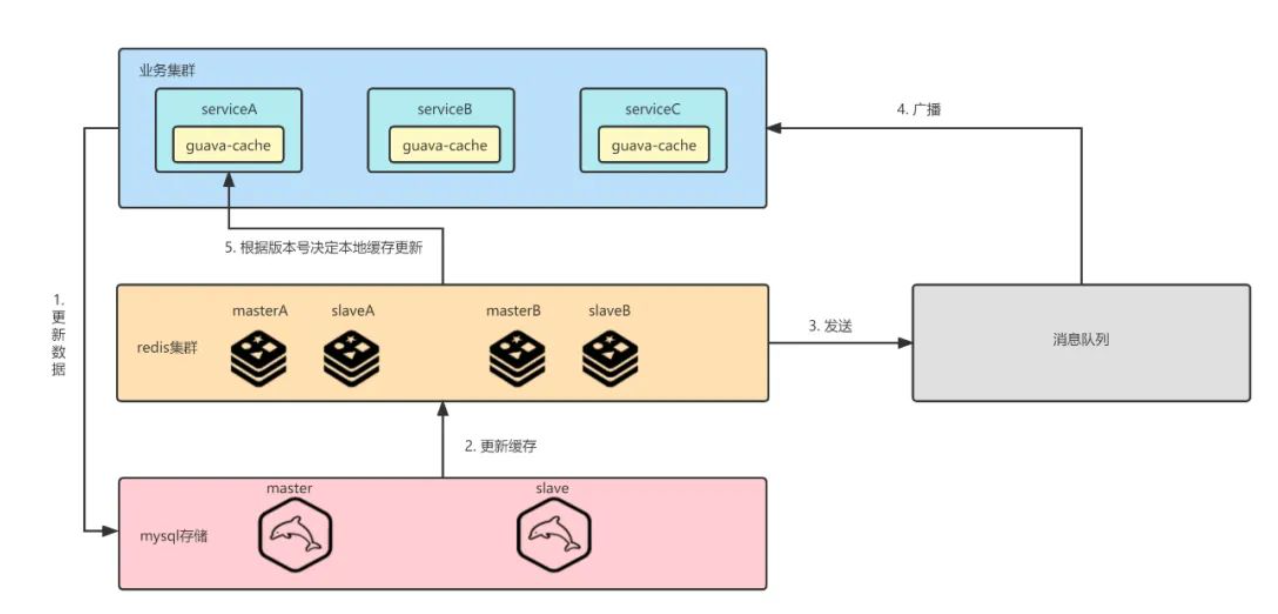 业务集群
serviceA
serviceB
serviceC
guava-cache
guava-cache
guava-cache
4. 广播
5. 根据版本号决定本地缓存更新
1.
更
新
数
据
masterA
slaveA
masterB
slaveB
redis集群
3. 发送
消息队列
2. 更新缓存
master
slave
mysql存储